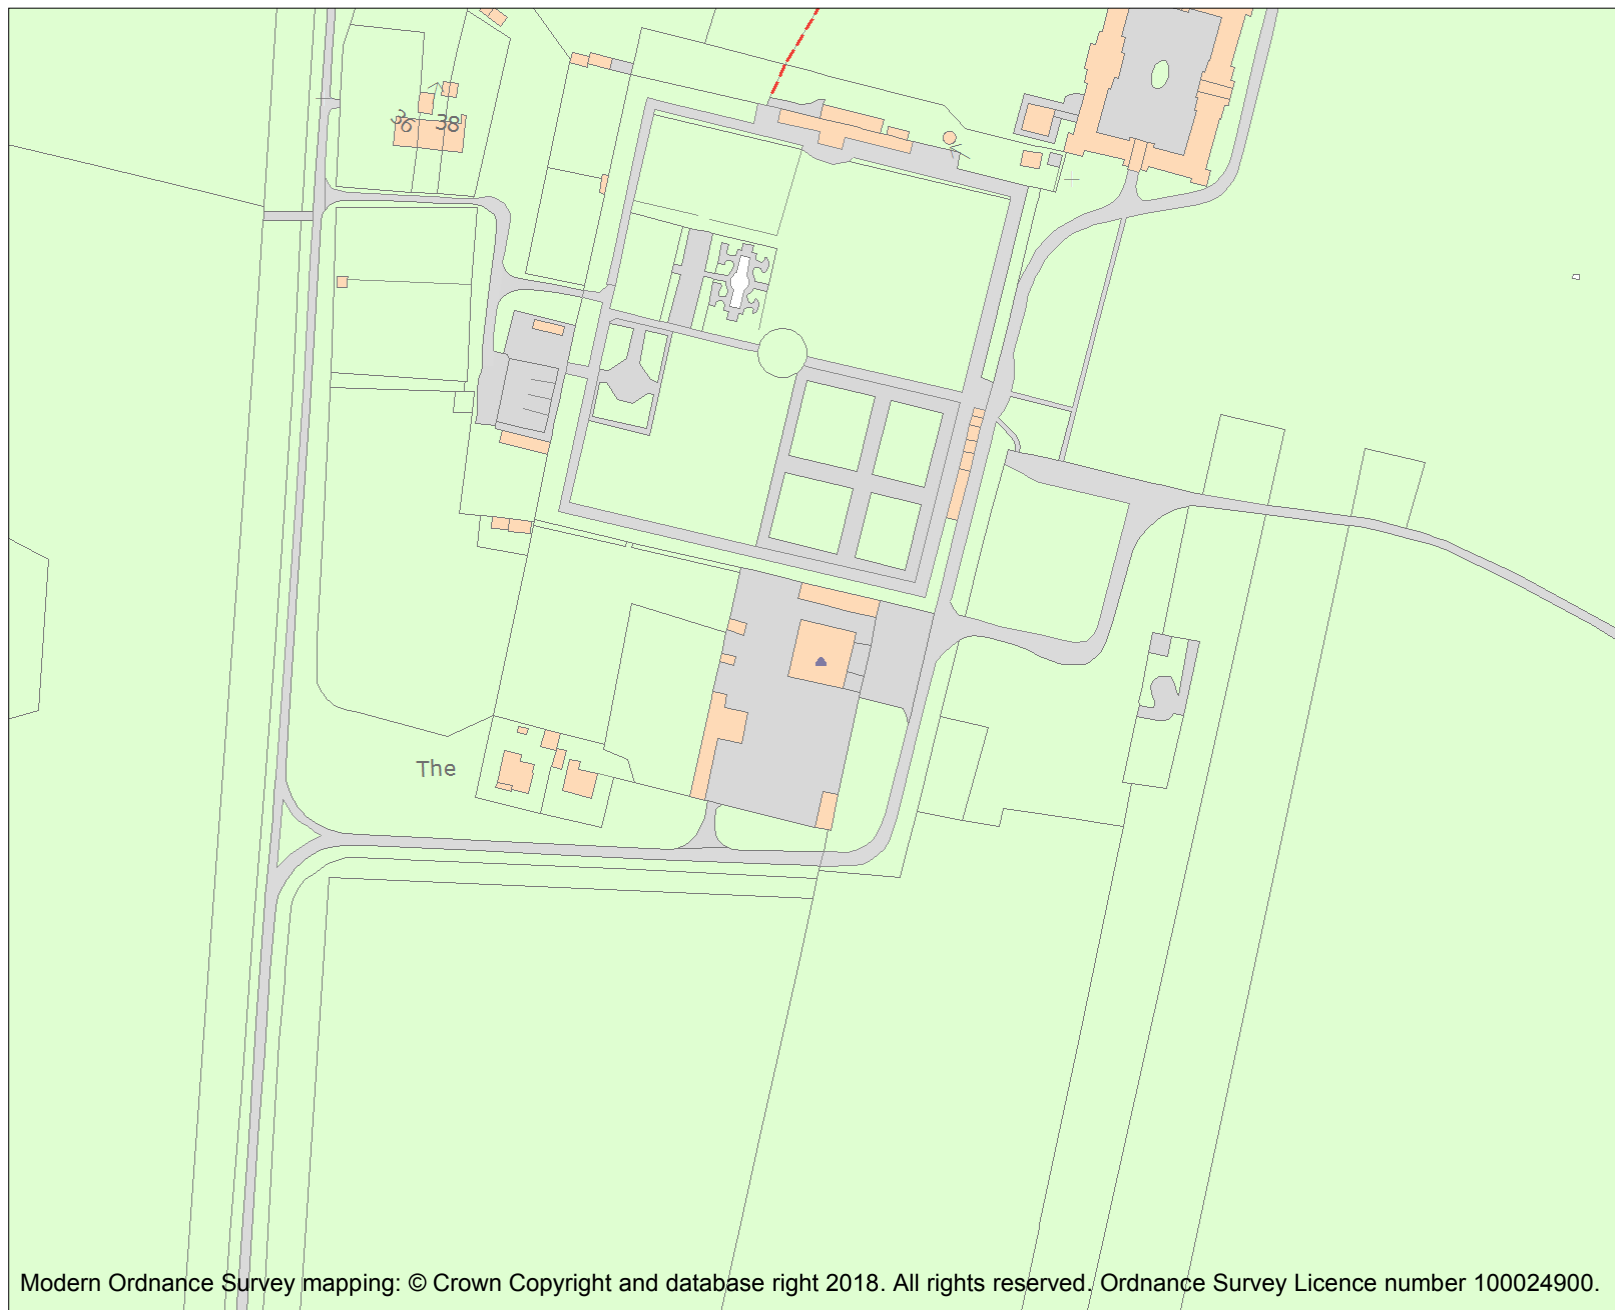 36
38
The
Modern Ordnance Survey mapping: © Crown Copyright and database right 2018. All rights reserved. Ordnance Survey Licence number 100024900.